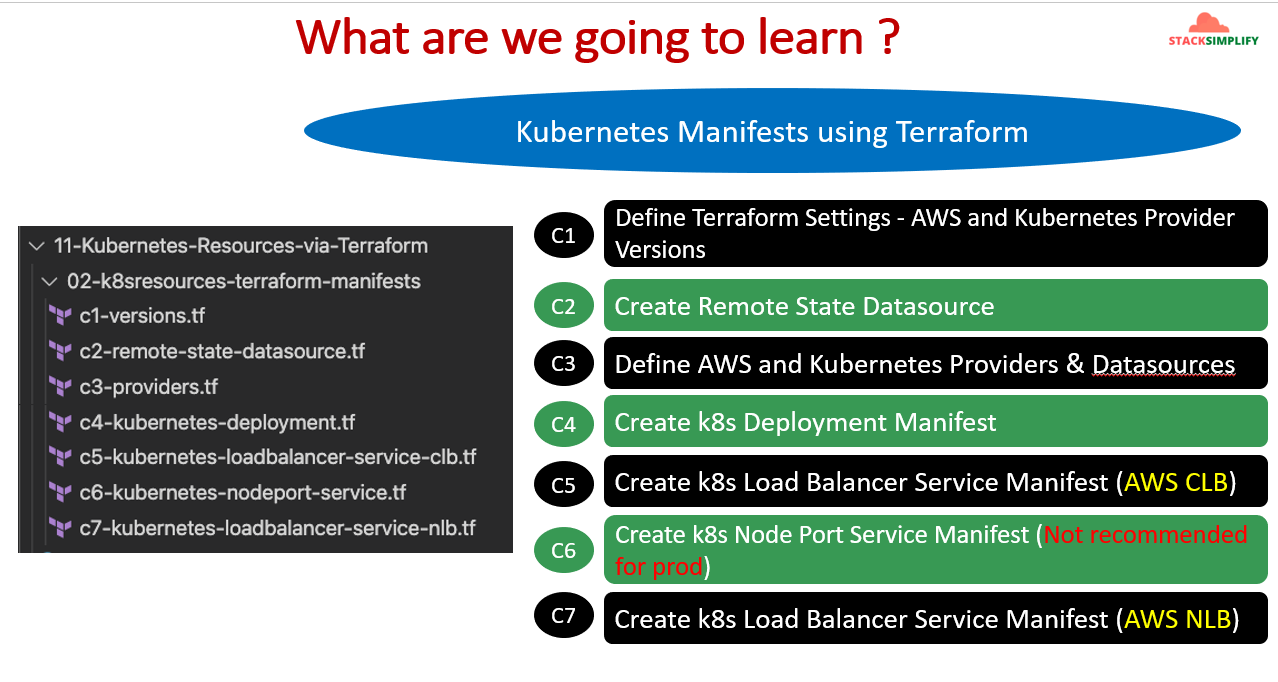 What are we going to learn ?
STACKSIMPLIFY
Kubernetes Manifests using Terraform
11-Kubernetes-Resources-via-Terraform
02-k8sresources-terraform-manifests
c1-versions.tf
c2-remote-state-datasource.tf
c3-providers.tf
c4-kubernetes-deployment.tf
c5-kubernetes-loadbalancer-service-clb.tf
c6-kubernetes-nodeport-service.tf
c7-kubernetes-loadbalancer-service-nlb.tf
C1
Define Terraform Settings - AWS and Kubernetes Provider
Versions
C2
Create Remote State Datasource
C3
Define AWS and Kubernetes Providers & Datasources
C4
Create k8s Deployment Manifest
C5
Create k8s Load Balancer Service Manifest (AWS CLB)
C6
Create k8s Node Port Service Manifest (Not recommended
for prod)
C7
Create k8s Load Balancer Service Manifest (AWS NLB)